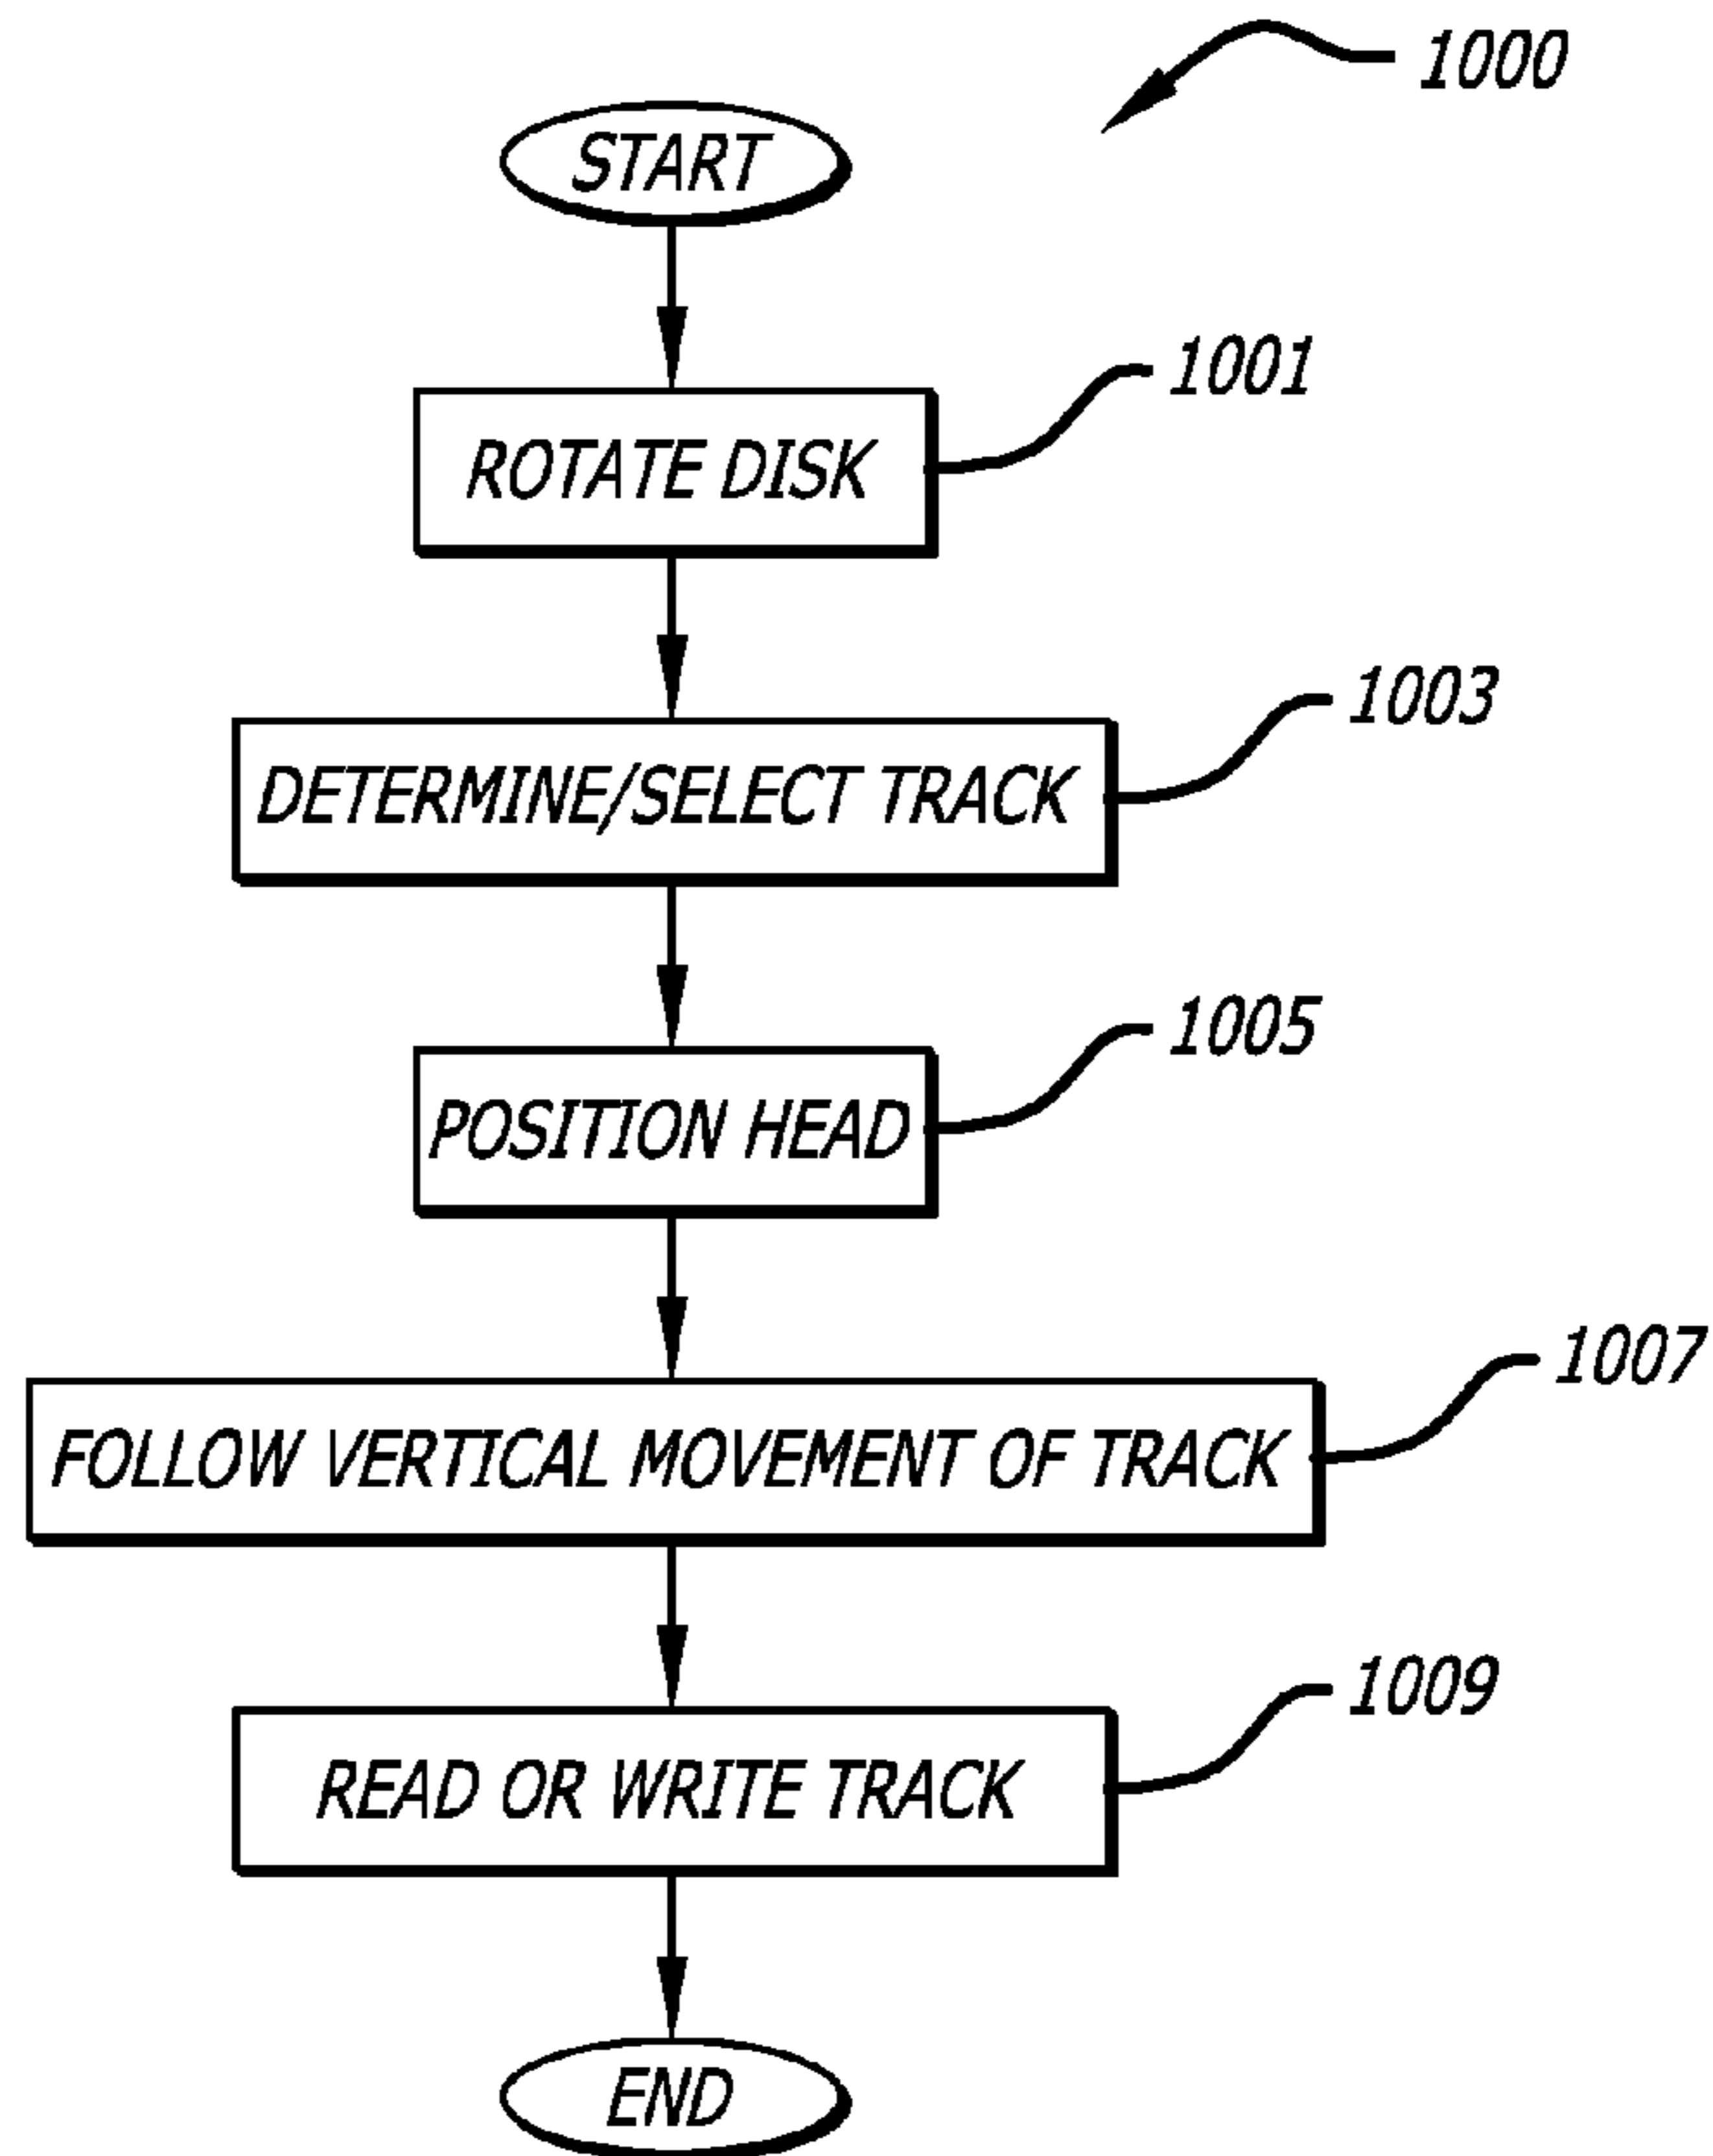 1000
START
1001
ROTATE DISK
1003
DETERMINE/SELECT TRACK
1005
POSITION HEAD
1007
FOLLOW VERTICAL MOVEMENT OF TRACK
1009
READ OR WRITE TRACK
END